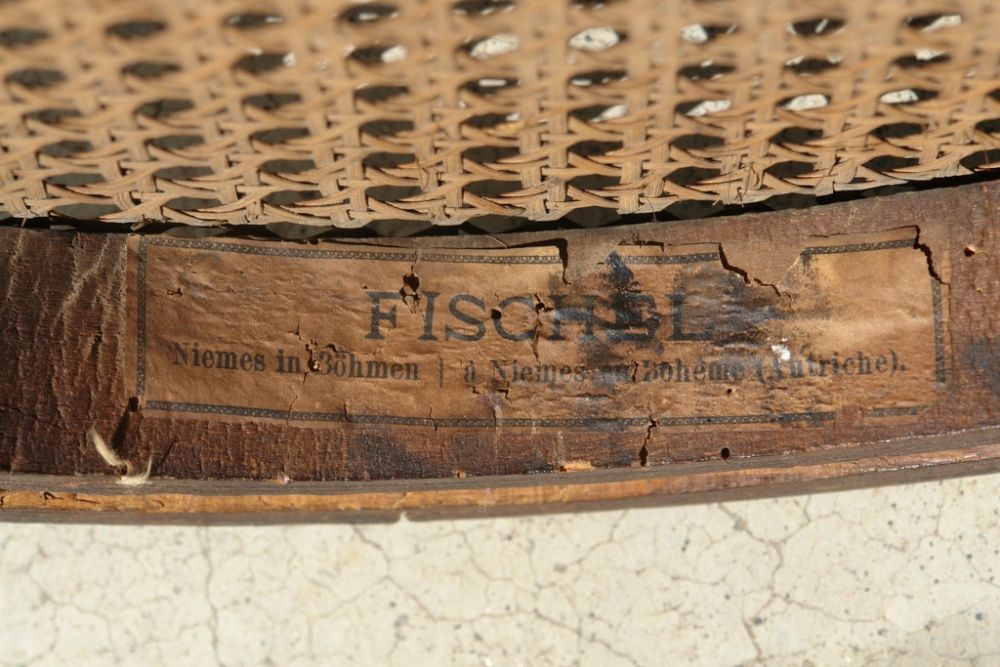 FISCHEL
Niemes in Böhmen | à Niemes en Bohême (Autriche).